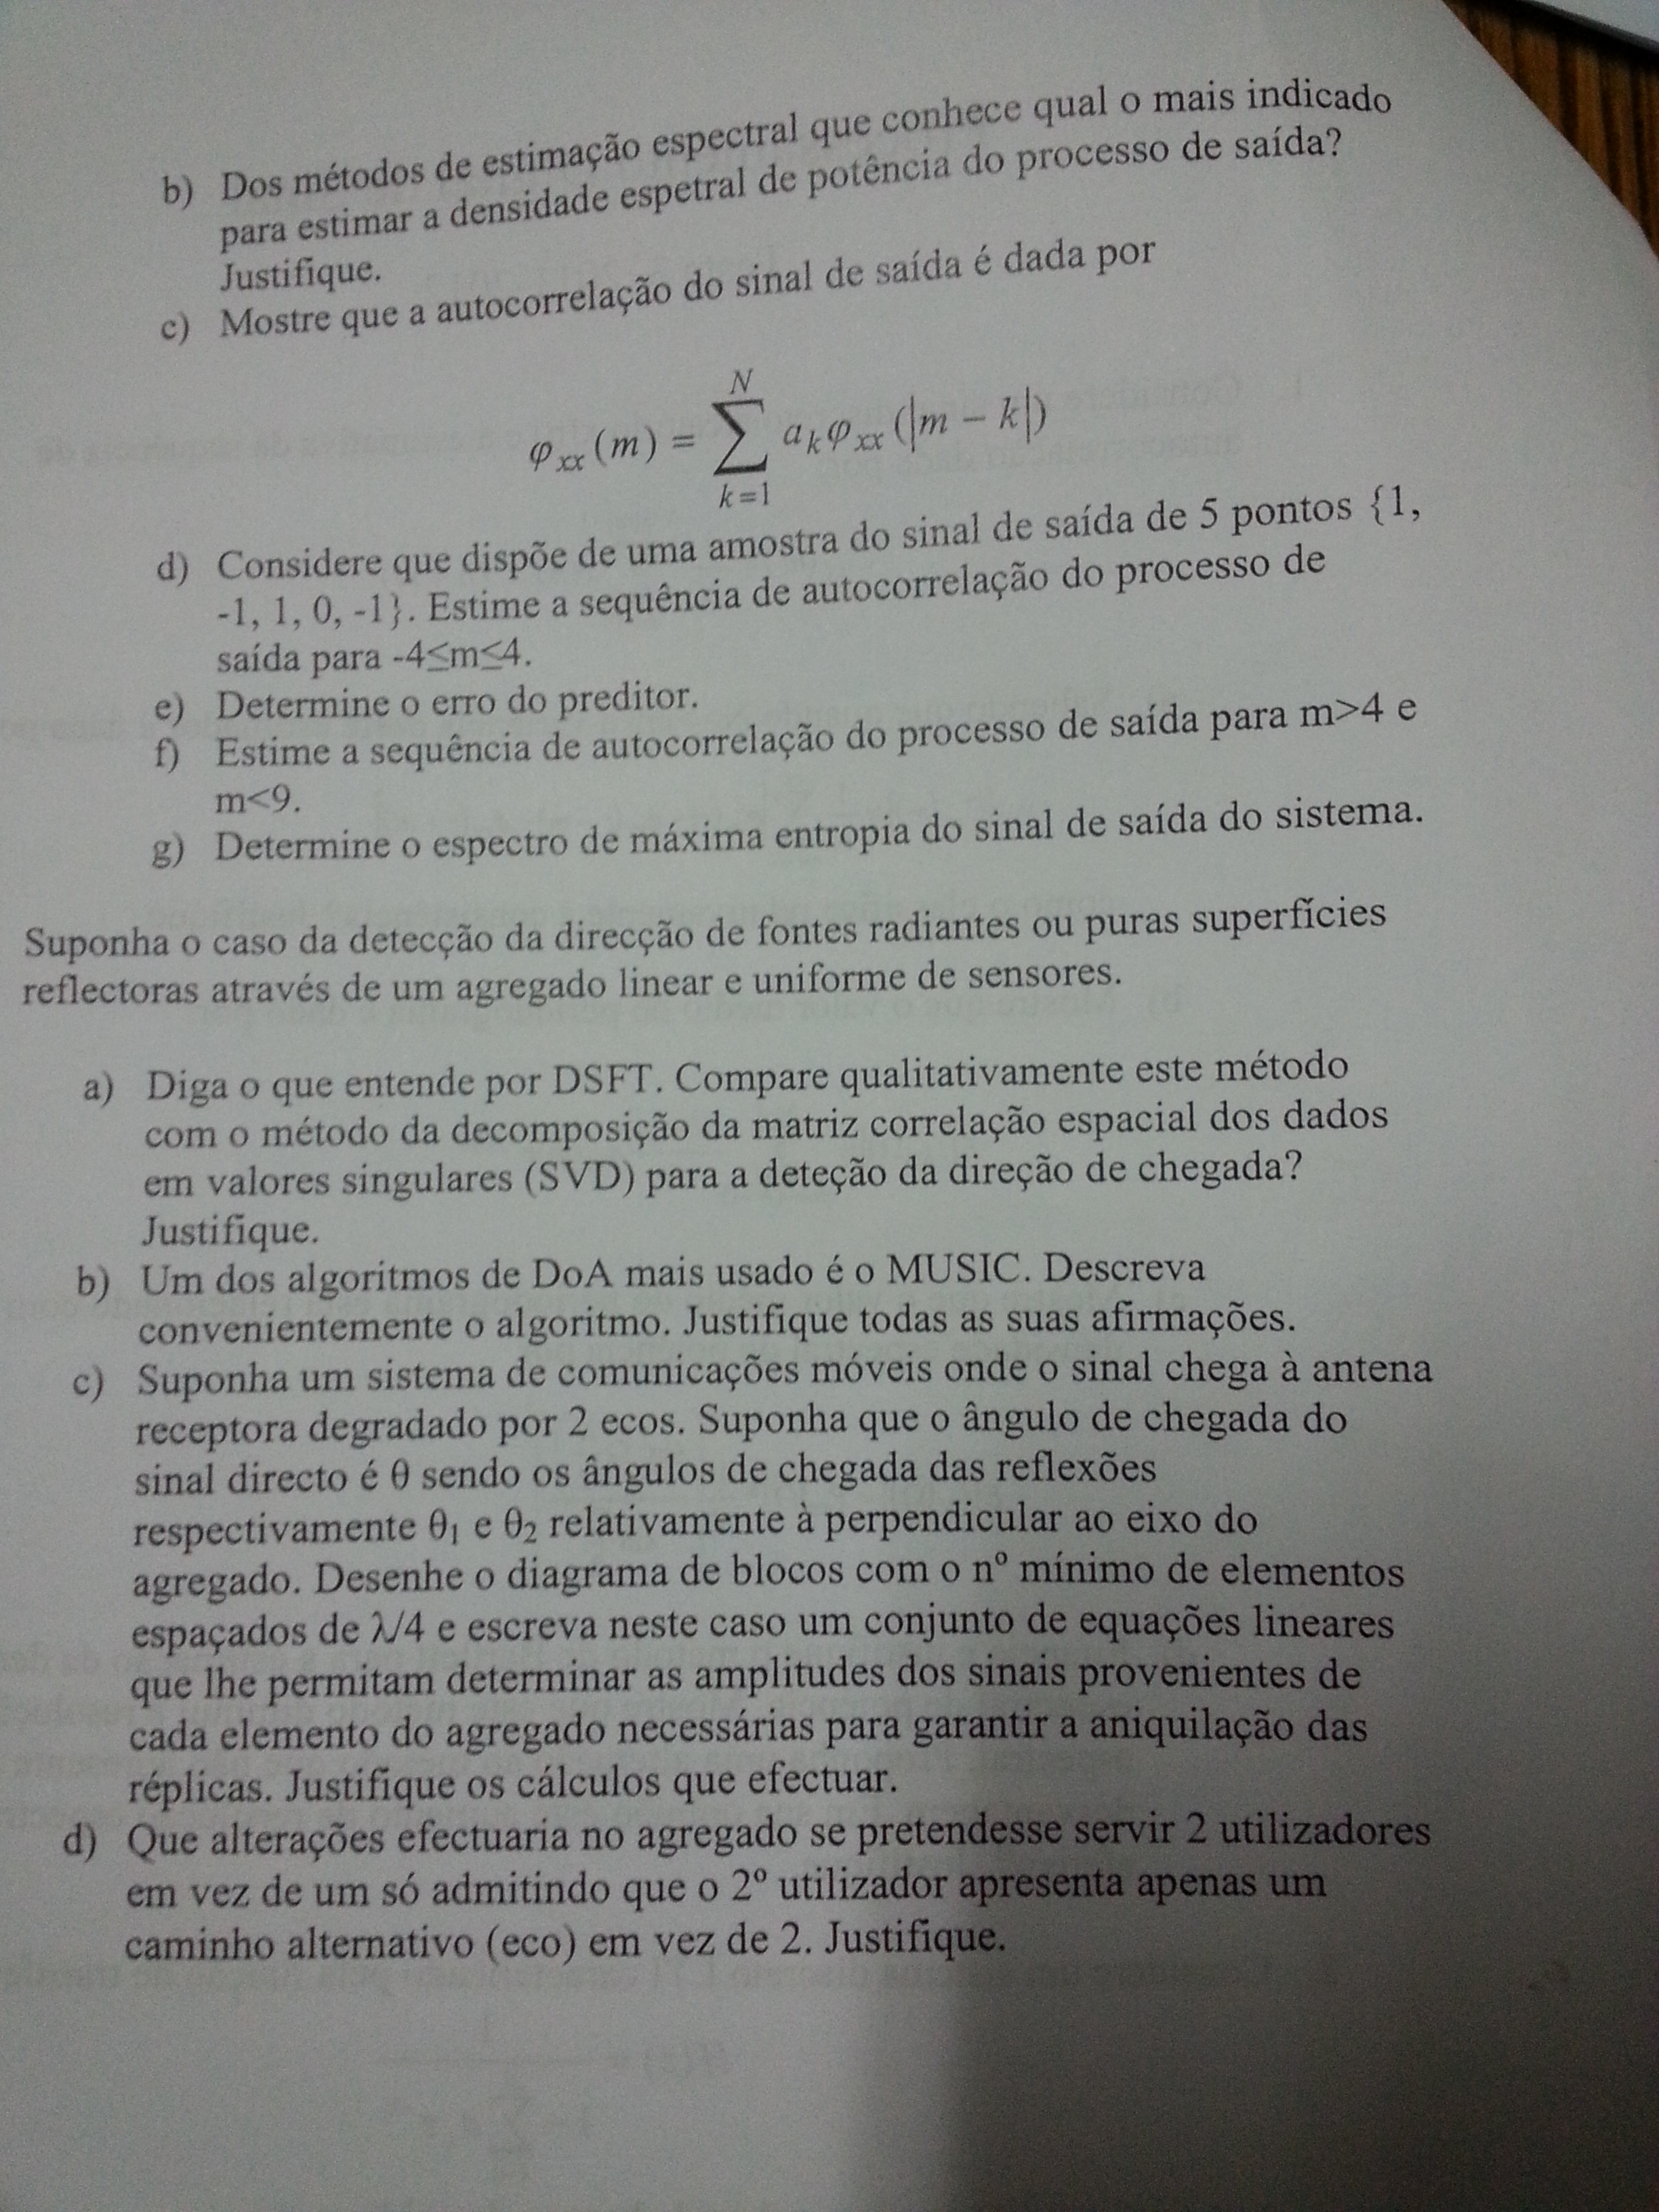 b) Dos métodos de estimação espectral que conhece qual o mais indicado
para estimar a densidade espetral de potência do processo de saída?
Justifique.
c) Mostre que a autocorrelação do sinal de saída é dada por
φxx(m) = ∑_{k=1}^{N} a_k φxx(|m − k|)
d) Considere que dispõe de uma amostra do sinal de saída de 5 pontos {1,
-1, 1, 0, -1}. Estime a sequência de autocorrelação do processo de
saída para -4≤m≤4.
e) Determine o erro do preditor.
f) Estime a sequência de autocorrelação do processo de saída para m>4 e
m<9.
g) Determine o espectro de máxima entropia do sinal de saída do sistema.
Suponha o caso da detecção da direcção de fontes radiantes ou puras superfícies
reflectoras através de um agregado linear e uniforme de sensores.
a) Diga o que entende por DSFT. Compare qualitativamente este método
com o método da decomposição da matriz correlação espacial dos dados
em valores singulares (SVD) para a deteção da direção de chegada?
Justifique.
b) Um dos algoritmos de DoA mais usado é o MUSIC. Descreva
convenientemente o algoritmo. Justifique todas as suas afirmações.
c) Suponha um sistema de comunicações móveis onde o sinal chega à antena
receptora degradado por 2 ecos. Suponha que o ângulo de chegada do
sinal directo é θ sendo os ângulos de chegada das reflexões
respectivamente θ1 e θ2 relativamente à perpendicular ao eixo do
agregado. Desenhe o diagrama de blocos com o nº mínimo de elementos
espaçados de λ/4 e escreva neste caso um conjunto de equações lineares
que lhe permitam determinar as amplitudes dos sinais provenientes de
cada elemento do agregado necessárias para garantir a aniquilação das
réplicas. Justifique os cálculos que efectuar.
d) Que alterações efectuaria no agregado se pretendesse servir 2 utilizadores
em vez de um só admitindo que o 2º utilizador apresenta apenas um
caminho alternativo (eco) em vez de 2. Justifique.